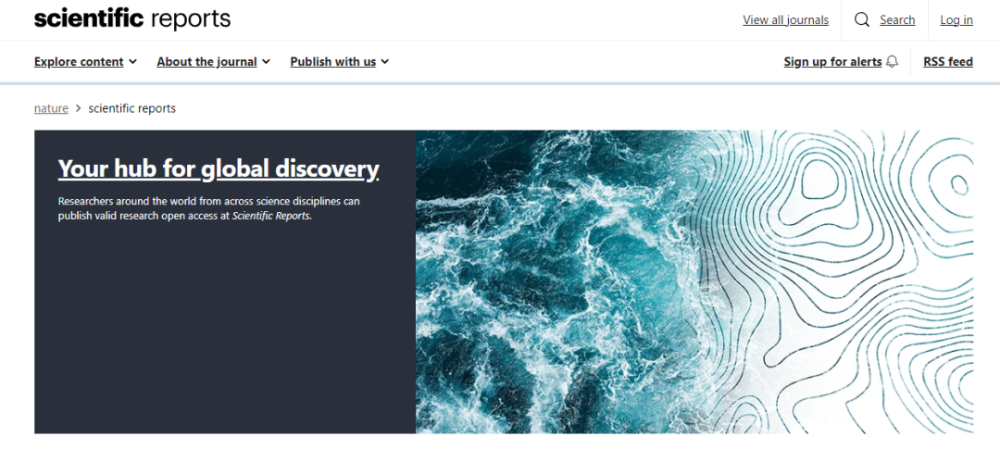 scientific reports
View all journals
Search
Log in
Explore content
About the journal
Publish with us
Sign up for alerts
RSS feed
nature > scientific reports
Your hub for global discovery
Researchers around the world from across science disciplines can
publish valid research open access at Scientific Reports.